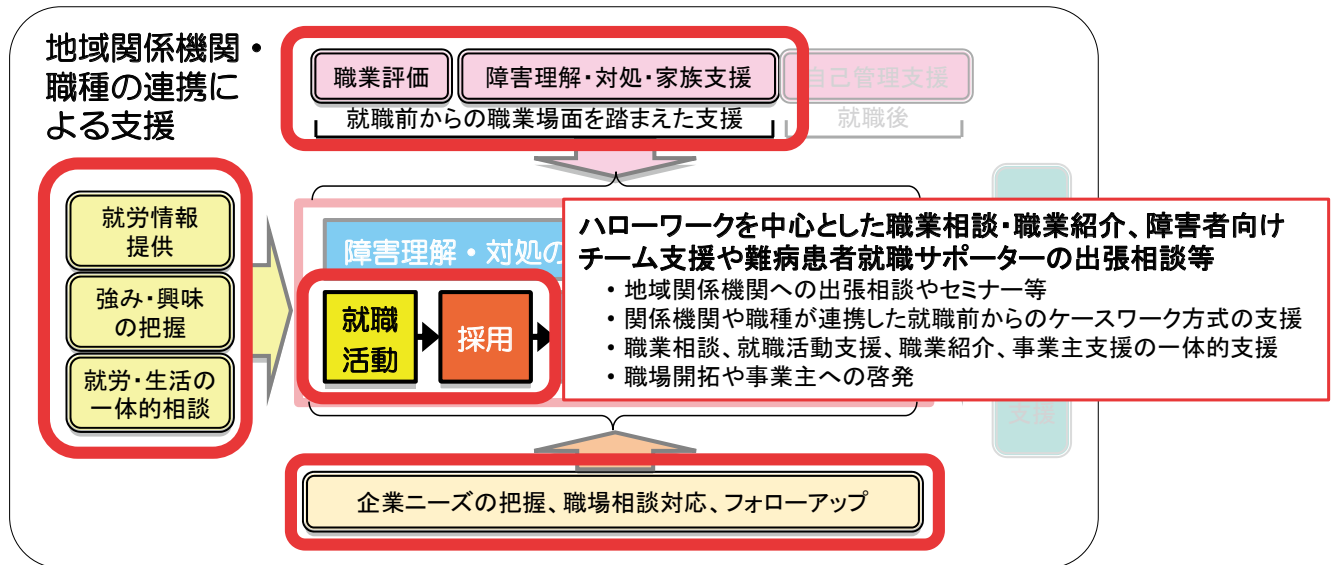 地域関係機関・
職種の連携に
よる支援
職業評価
障害理解・対処・家族支援
自己管理支援
就職前からの職業場面を踏まえた支援
就職後
就労情報
提供
強み・興味
の把握
就労・生活の
一体的相談
障害理解・対処の
就職
活動
採用
ハローワークを中心とした職業相談・職業紹介、障害者向け
チーム支援や難病患者就職サポーターの出張相談等
・地域関係機関への出張相談やセミナー等
・関係機関や職種が連携した就職前からのケースワーク方式の支援
・職業相談、就職活動支援、職業紹介、事業主支援の一体的支援
・職場開拓や事業主への啓発
支援
企業ニーズの把握、職場相談対応、フォローアップ